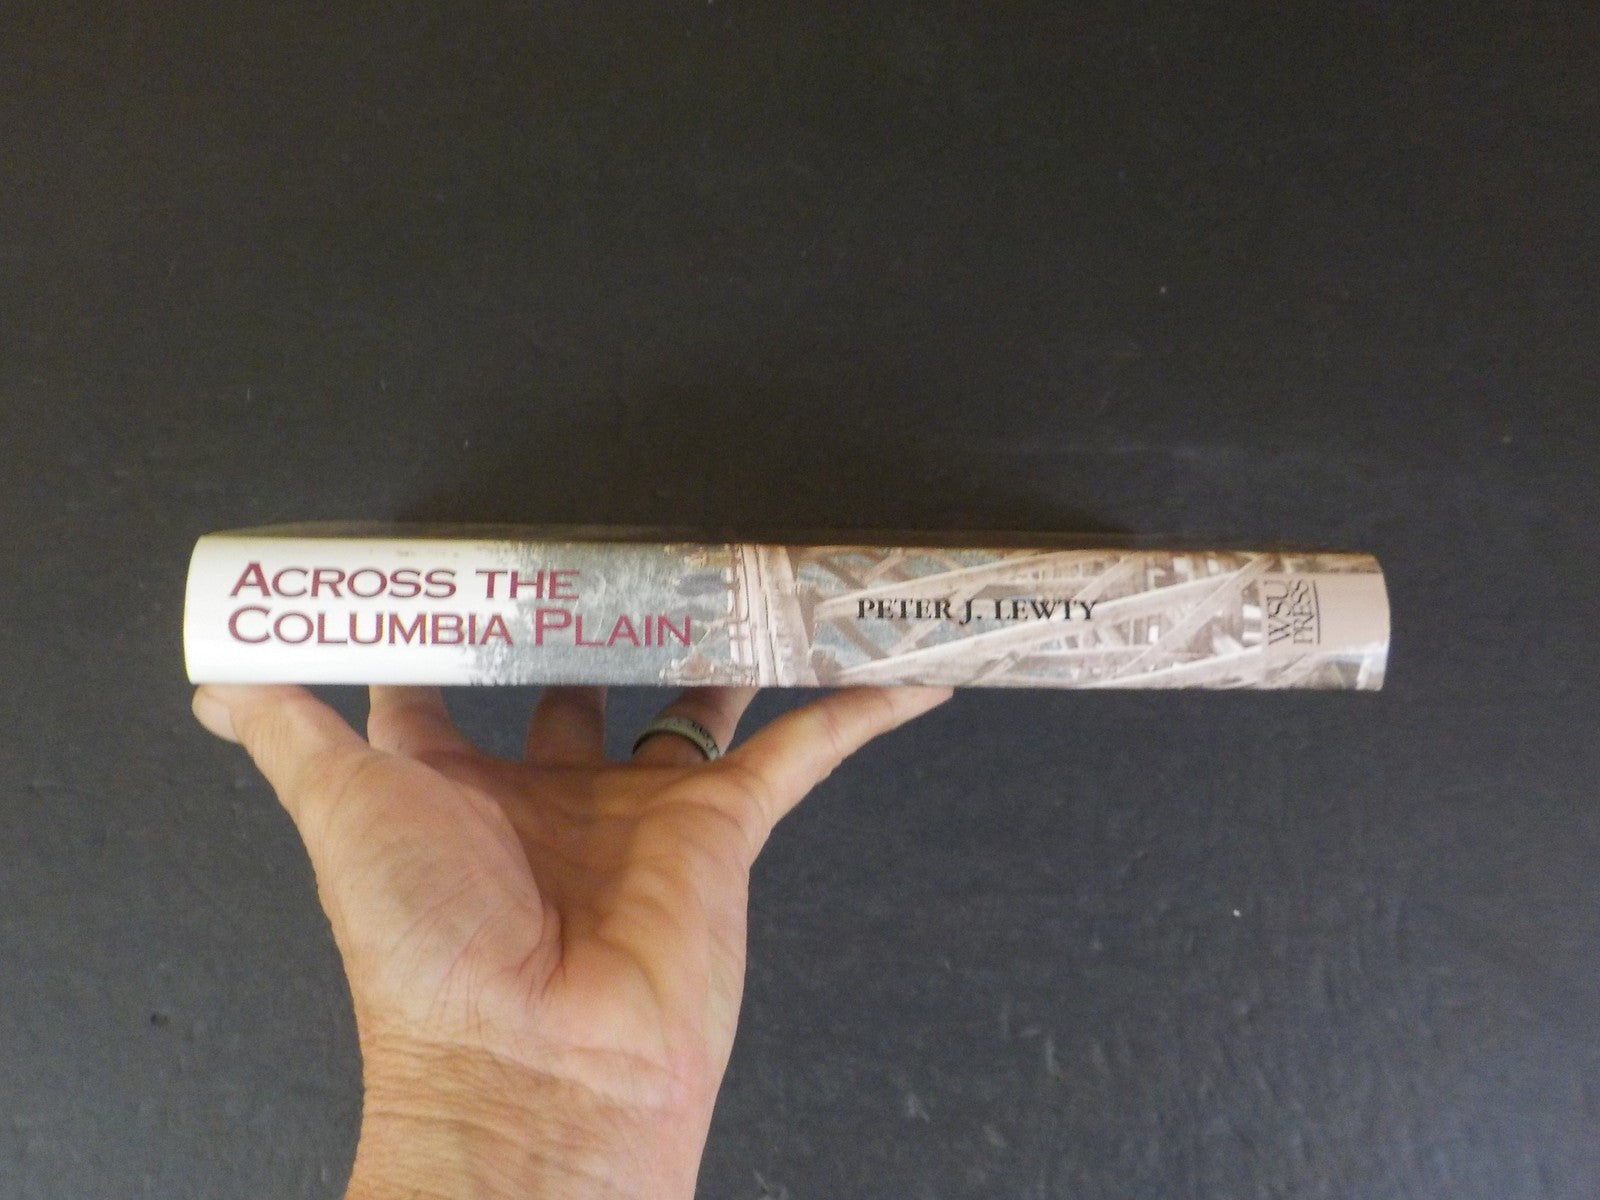 ACROSS THE
COLUMBIA PLAIN
PETER J. LEWTY
WSU
PRESS